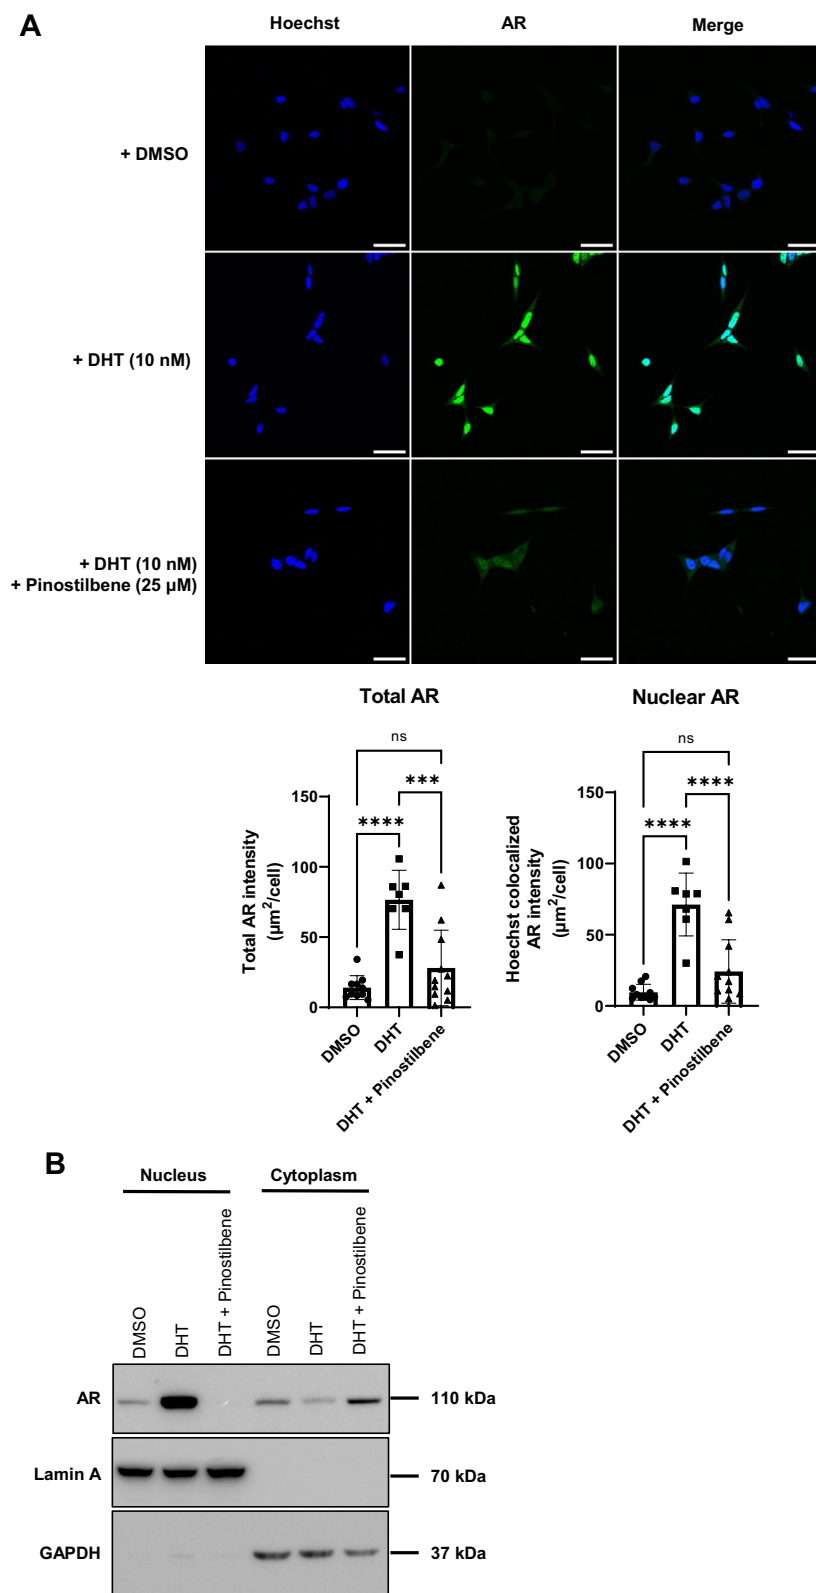 A
Hoechst AR Merge
+ DMSO
+ DHT (10 nM)
+ DHT (10 nM)
+ Pinostilbene (25 µM)
Total AR
ns
***
****
150
100
50
0
Total AR intensity
(µm²/cell)
DMSO
DHT
DHT + Pinostilbene
Nuclear AR
ns
****
****
150
100
50
0
Hoechst colocalized
AR intensity
(µm²/cell)
DMSO
DHT
DHT + Pinostilbene
B
Nucleus Cytoplasm
DMSO
DHT
DHT + Pinostilbene
DMSO
DHT
DHT + Pinostilbene
AR 110 kDa
Lamin A 70 kDa
GAPDH 37 kDa